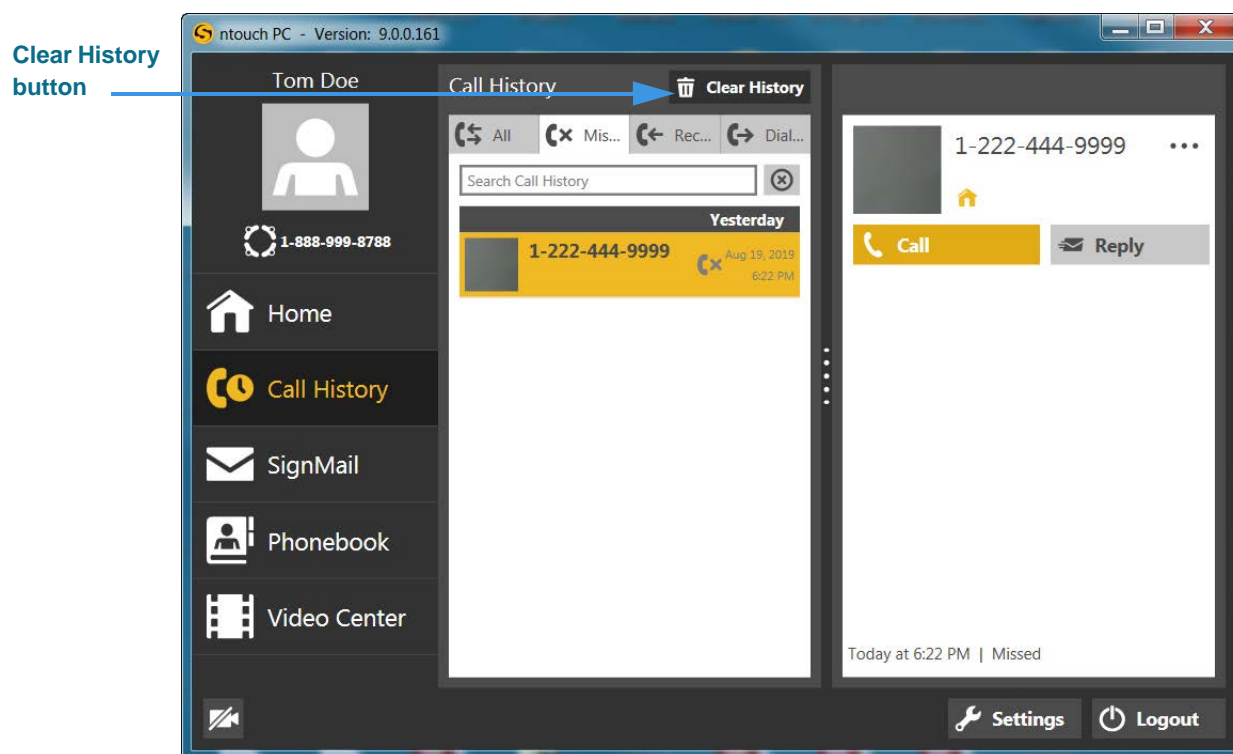 Clear History
button
ntouch PC - Version: 9.0.0.161
Tom Doe
1-888-999-8788
Home
Call History
SignMail
Phonebook
Video Center
Call History
Clear History
All
Mis...
Rec...
Dial...
Search Call History
Yesterday
1-222-444-9999
Aug 19, 2019
6:22 PM
1-222-444-9999
Call
Reply
Today at 6:22 PM | Missed
Settings
Logout